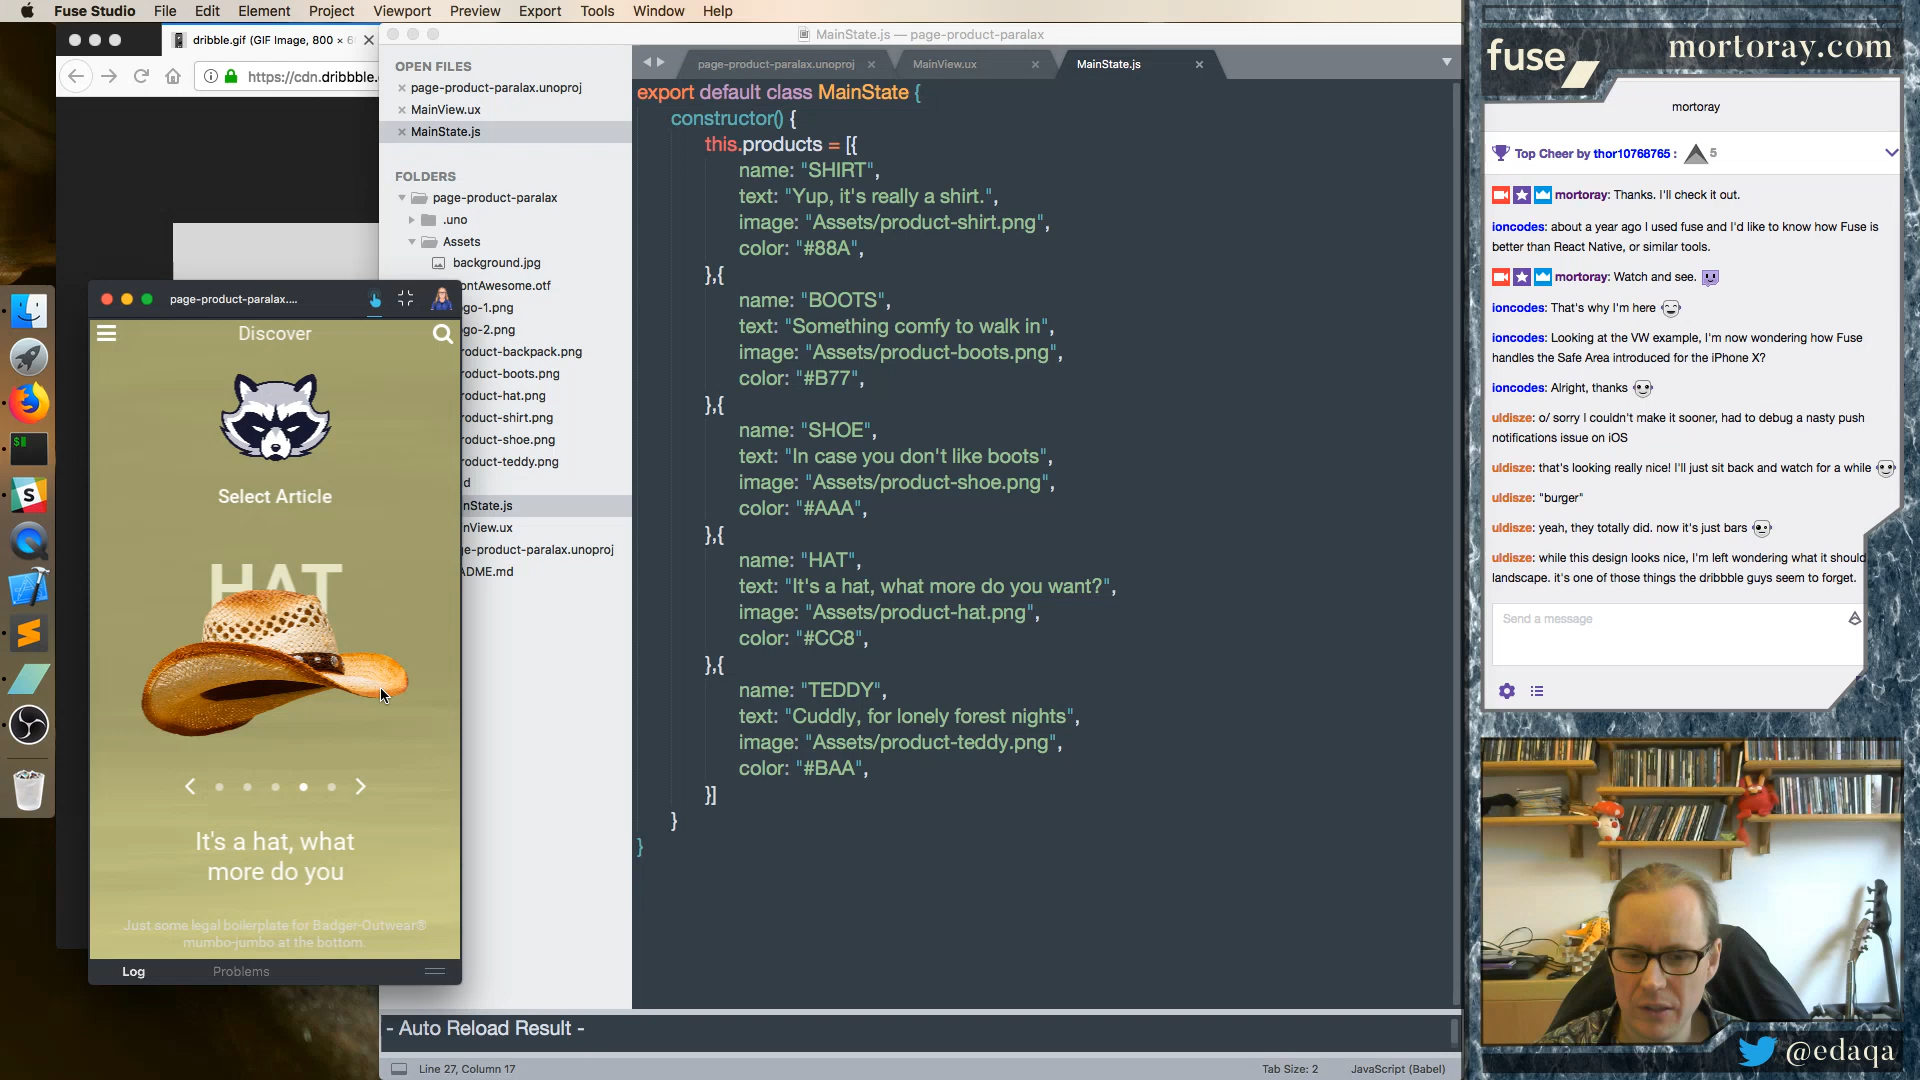 Fuse Studio File Edit Element Project Viewport Preview Export Tools Window Help
dribble.gif (GIF Image, 800 × 6
https://cdn.dribbble.
MainState.js — page-product-paralax
OPEN FILES
page-product-paralax.unoproj
MainView.ux
MainState.js
FOLDERS
page-product-paralax
.uno
Assets
background.jpg
ontAwesome.otf
go-1.png
go-2.png
roduct-backpack.png
roduct-boots.png
roduct-hat.png
roduct-shirt.png
roduct-shoe.png
roduct-teddy.png
d
nState.js
nView.ux
e-product-paralax.unoproj
DME.md
page-product-paralax....
Discover
Select Article
HAT
It's a hat, what
more do you
Just some legal boilerplate for Badger-Outwear®
mumbo-jumbo at the bottom.
Log Problems
page-product-paralax.unoproj MainView.ux MainState.js
export default class MainState {
constructor() {
this.products = [{
name: "SHIRT",
text: "Yup, it's really a shirt.",
image: "Assets/product-shirt.png",
color: "#88A",
},{
name: "BOOTS",
text: "Something comfy to walk in",
image: "Assets/product-boots.png",
color: "#B77",
},{
name: "SHOE",
text: "In case you don't like boots",
image: "Assets/product-shoe.png",
color: "#AAA",
},{
name: "HAT",
text: "It's a hat, what more do you want?",
image: "Assets/product-hat.png",
color: "#CC8",
},{
name: "TEDDY",
text: "Cuddly, for lonely forest nights",
image: "Assets/product-teddy.png",
color: "#BAA",
}]
}
}
- Auto Reload Result -
Line 27, Column 17
Tab Size: 2 JavaScript (Babel)
fuse
mortoray.com
mortoray
Top Cheer by thor10768765 : 5
mortoray: Thanks. I'll check it out.
ioncodes: about a year ago I used fuse and I'd like to know how Fuse is
better than React Native, or similar tools.
mortoray: Watch and see.
ioncodes: That's why I'm here
ioncodes: Looking at the VW example, I'm now wondering how Fuse
handles the Safe Area introduced for the iPhone X?
ioncodes: Alright, thanks
uldisze: o/ sorry I couldn't make it sooner, had to debug a nasty push
notifications issue on iOS
uldisze: that's looking really nice! I'll just sit back and watch for a while
uldisze: "burger"
uldisze: yeah, they totally did. now it's just bars
uldisze: while this design looks nice, I'm left wondering what it should
landscape. it's one of those things the dribbble guys seem to forget.
Send a message
@edaqa